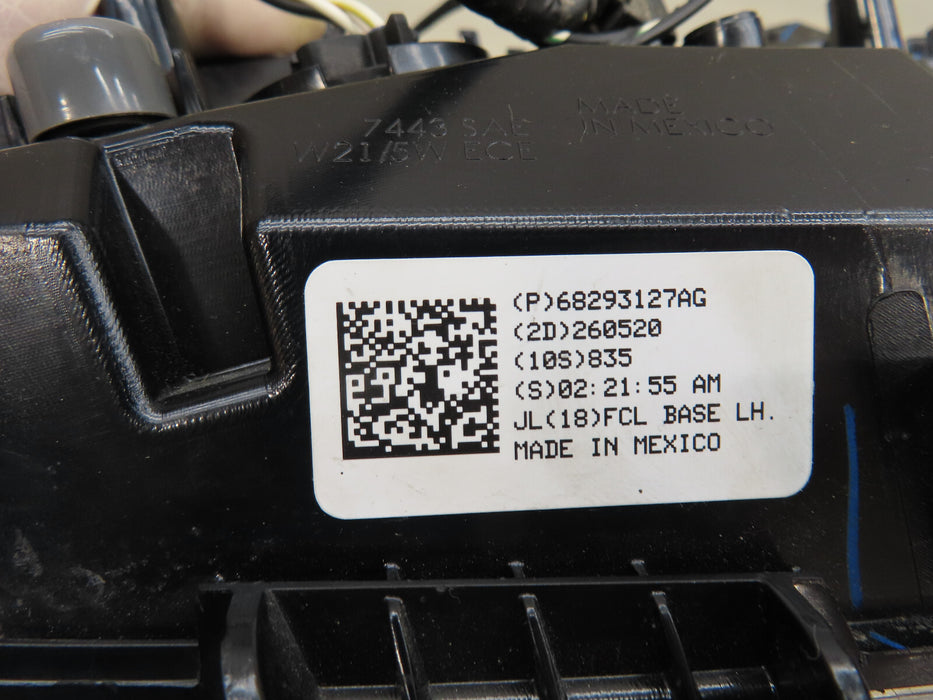 7443 SAE
W21/5W ECE
MADE
IN MEXICO
(P)68293127AG
(2D)260520
(10S)835
(S)02:21:55 AM
JL(18)FCL BASE LH.
MADE IN MEXICO